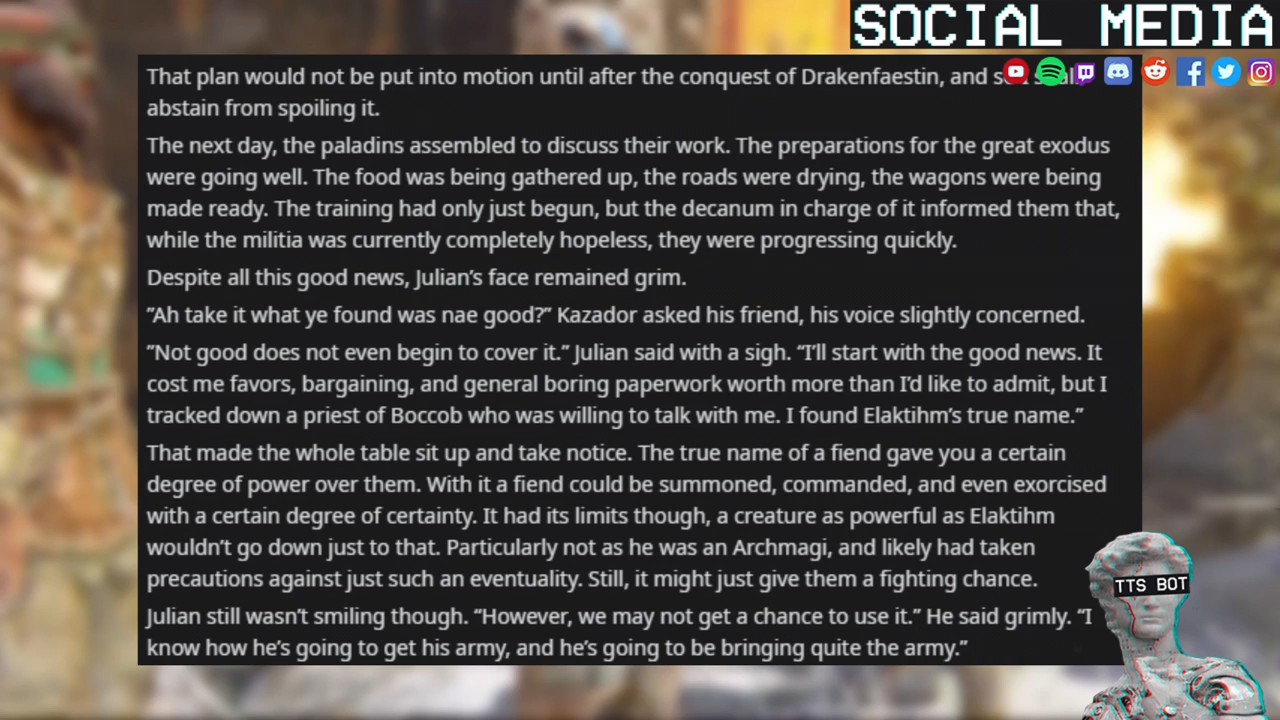 SOCIAL MEDIA
That plan would not be put into motion until after the conquest of Drakenfaestin, and
abstain from spoiling it.
The next day, the paladins assembled to discuss their work. The preparations for the great exodus
were going well. The food was being gathered up, the roads were drying, the wagons were being
made ready. The training had only just begun, but the decanum in charge of it informed them that,
while the militia was currently completely hopeless, they were progressing quickly.
Despite all this good news, Julian’s face remained grim.
”Ah take it what ye found was nae good?” Kazador asked his friend, his voice slightly concerned.
”Not good does not even begin to cover it.” Julian said with a sigh. “I’ll start with the good news. It
cost me favors, bargaining, and general boring paperwork worth more than I’d like to admit, but I
tracked down a priest of Boccob who was willing to talk with me. I found Elaktihm’s true name.”
That made the whole table sit up and take notice. The true name of a fiend gave you a certain
degree of power over them. With it a fiend could be summoned, commanded, and even exorcised
with a certain degree of certainty. It had its limits though, a creature as powerful as Elaktihm
wouldn’t go down just to that. Particularly not as he was an Archmagi, and likely had taken
precautions against just such an eventuality. Still, it might just give them a fighting chance.
Julian still wasn’t smiling though. “However, we may not get a chance to use it.” He said grimly. “I
know how he’s going to get his army, and he’s going to be bringing quite the army.”
TTS BOT